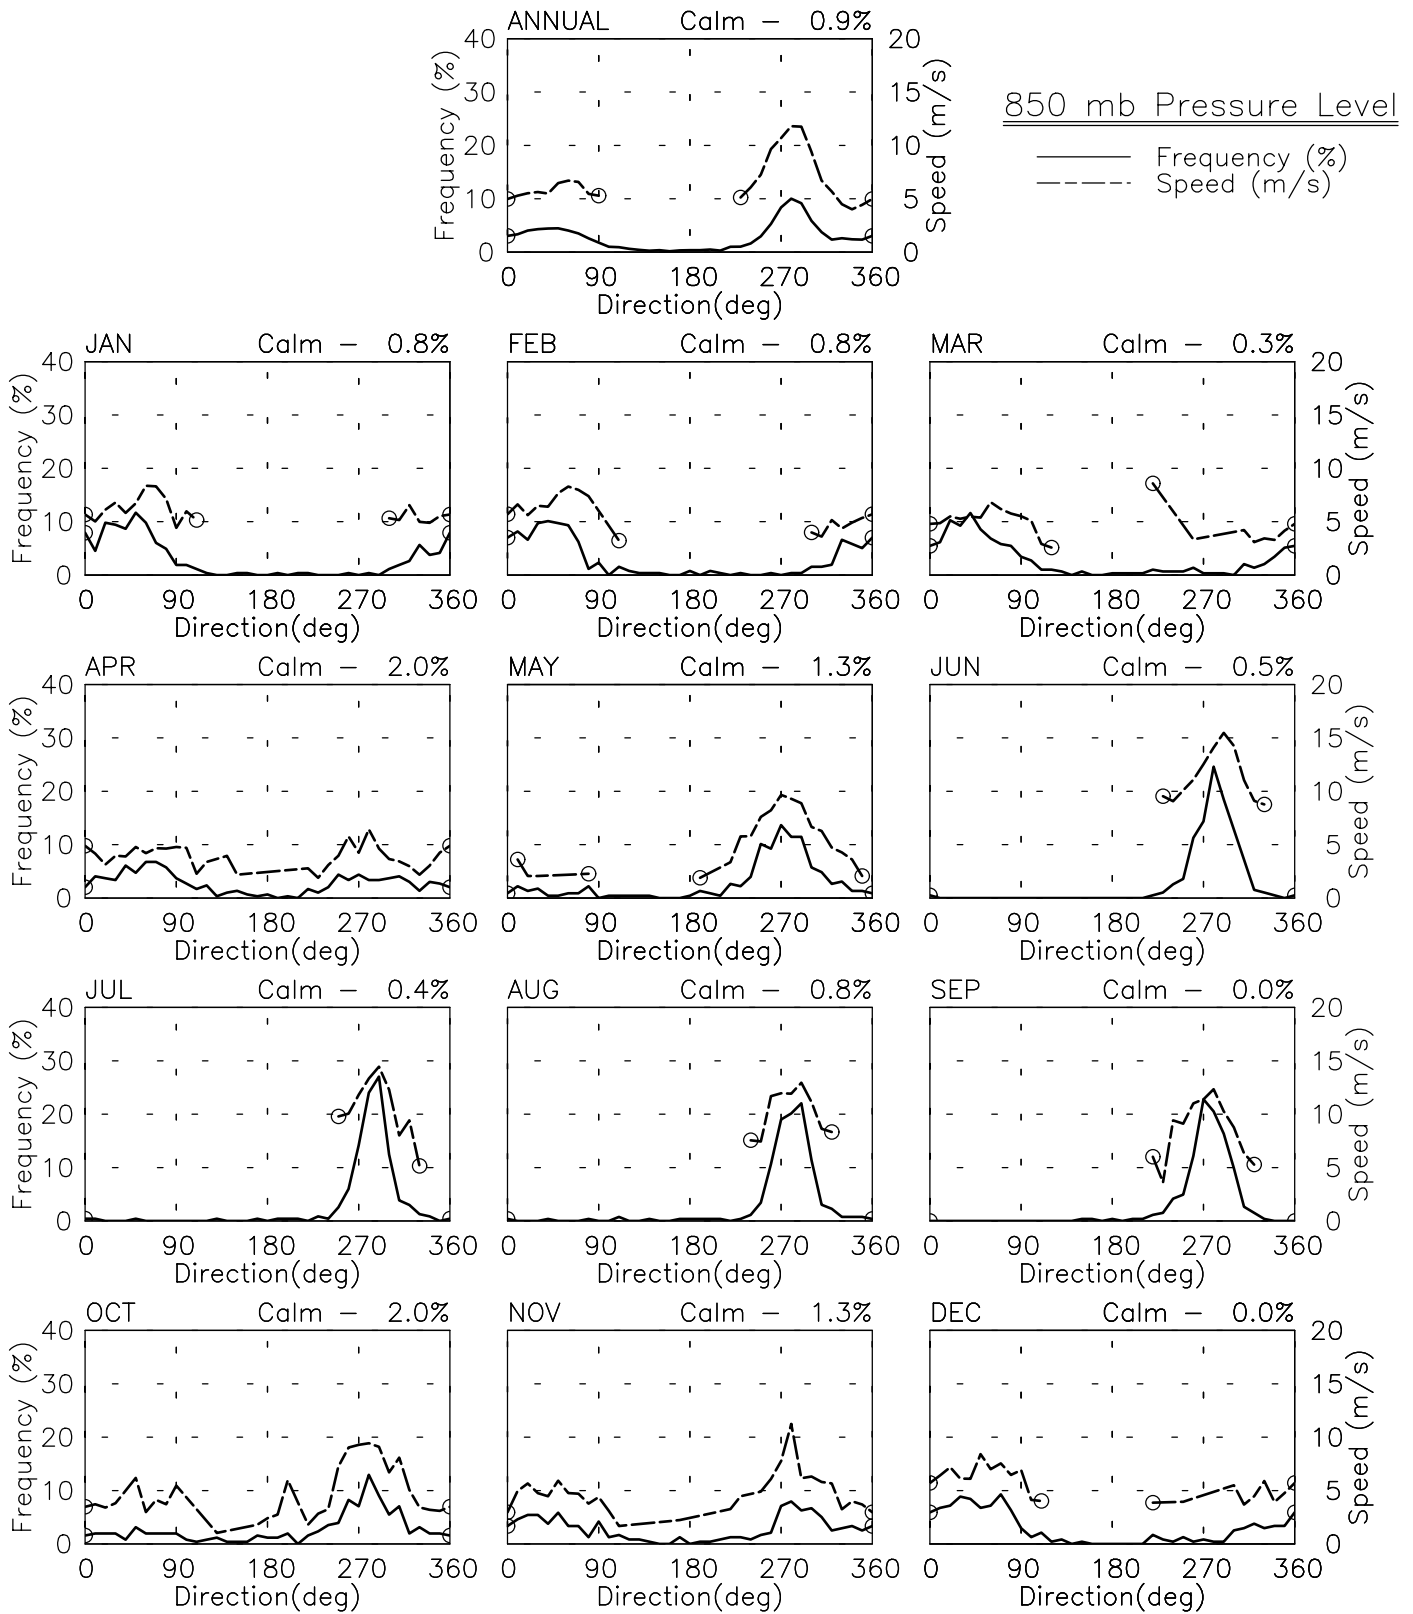 ANNUAL Calm - 0.9%
40 20
30 15
20 10
10 5
0 0
0 90 180 270 360
Direction(deg)
Frequency (%)
Speed (m/s)
850 mb Pressure Level
Frequency (%)
Speed (m/s)
JAN Calm - 0.8%
FEB Calm - 0.8%
MAR Calm - 0.3%
40 20
30 15
20 10
10 5
0 0
Frequency (%)
Speed (m/s)
0 90 180 270 360 0 90 180 270 360 0 90 180 270 360
Direction(deg) Direction(deg) Direction(deg)
APR Calm - 2.0%
MAY Calm - 1.3%
JUN Calm - 0.5%
40 20
30 15
20 10
10 5
0 0
Frequency (%)
Speed (m/s)
0 90 180 270 360 0 90 180 270 360 0 90 180 270 360
Direction(deg) Direction(deg) Direction(deg)
JUL Calm - 0.4%
AUG Calm - 0.8%
SEP Calm - 0.0%
40 20
30 15
20 10
10 5
0 0
Frequency (%)
Speed (m/s)
0 90 180 270 360 0 90 180 270 360 0 90 180 270 360
Direction(deg) Direction(deg) Direction(deg)
OCT Calm - 2.0%
NOV Calm - 1.3%
DEC Calm - 0.0%
40 20
30 15
20 10
10 5
0 0
Frequency (%)
Speed (m/s)
0 90 180 270 360 0 90 180 270 360 0 90 180 270 360
Direction(deg) Direction(deg) Direction(deg)